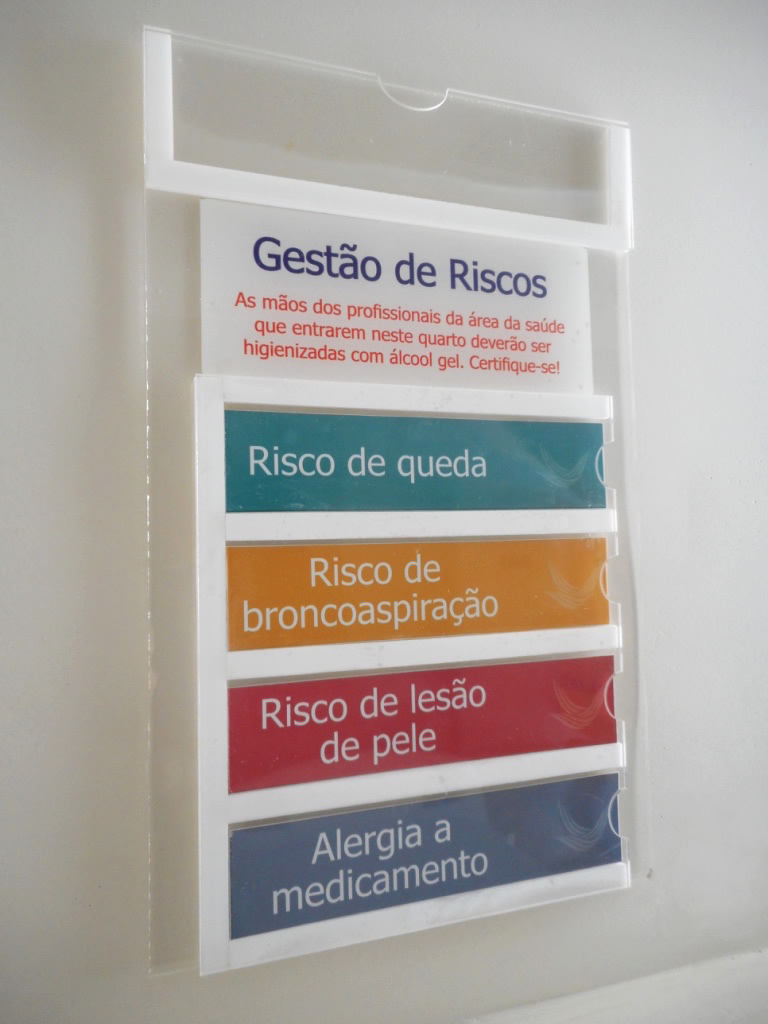 Gestão de Riscos
As mãos dos profissionais da área da saúde
que entrarem neste quarto deverão ser
higienizadas com álcool gel. Certifique-se!
Risco de queda
Risco de
broncoaspiração
Risco de lesão
de pele
Alergia a
medicamento